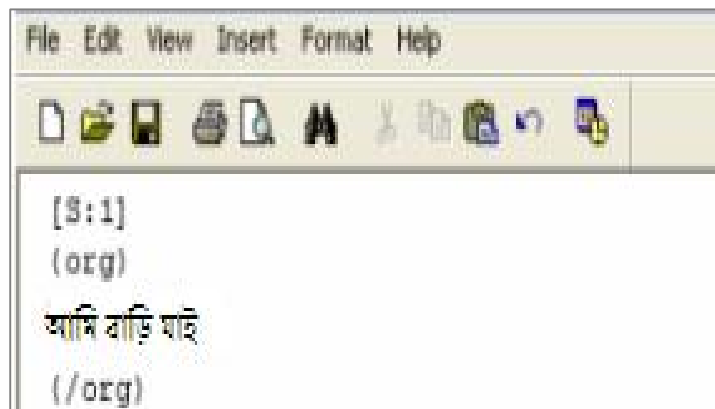 File Edit View Insert Format Help
[S:1]
(org)
আমি বাড়ি যাই
(/org)